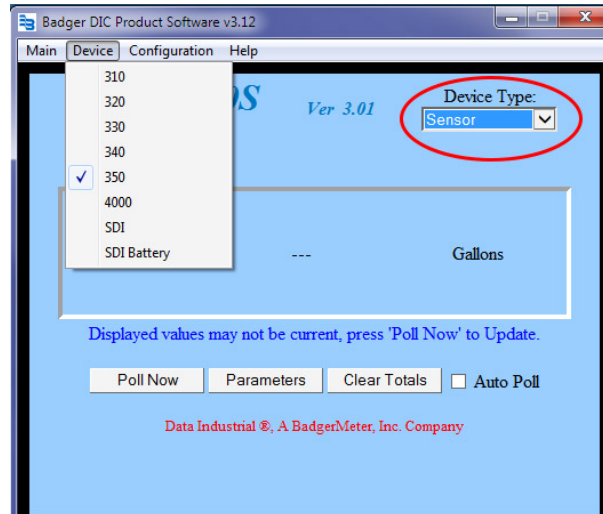 Badger DIC Product Software v3.12
Main Device Configuration Help
310
320
330
340
350
4000
SDI
SDI Battery
Ver 3.01
Device Type:
Sensor
--- Gallons
Displayed values may not be current, press 'Poll Now' to Update.
Poll Now Parameters Clear Totals Auto Poll
Data Industrial ®, A BadgerMeter, Inc. Company